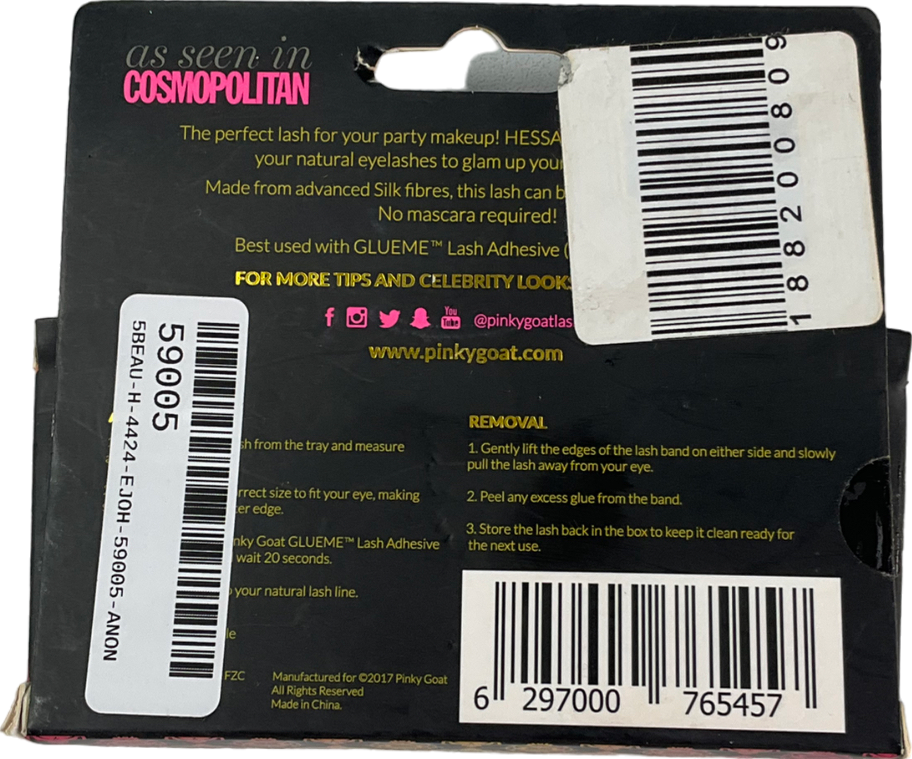 as seen in
COSMOPOLITAN
The perfect lash for your party makeup! HESSA
your natural eyelashes to glam up your
Made from advanced Silk fibres, this lash can b
No mascara required!
Best used with GLUEME™ Lash Adhesive (
FOR MORE TIPS AND CELEBRITY LOOKS
You
Tube
@pinkygoatlas
www.pinkygoat.com
188200809
59005
5BEAU-H-4424-EJOH-59005-ANON
sh from the tray and measure
rrect size to fit your eye, making
er edge.
nky Goat GLUEME™ Lash Adhesive
wait 20 seconds.
your natural lash line.
le
FZC
Manufactured for ©2017 Pinky Goat
All Rights Reserved
Made in China.
REMOVAL
1. Gently lift the edges of the lash band on either side and slowly
pull the lash away from your eye.
2. Peel any excess glue from the band.
3. Store the lash back in the box to keep it clean ready for
the next use.
6 297000 765457